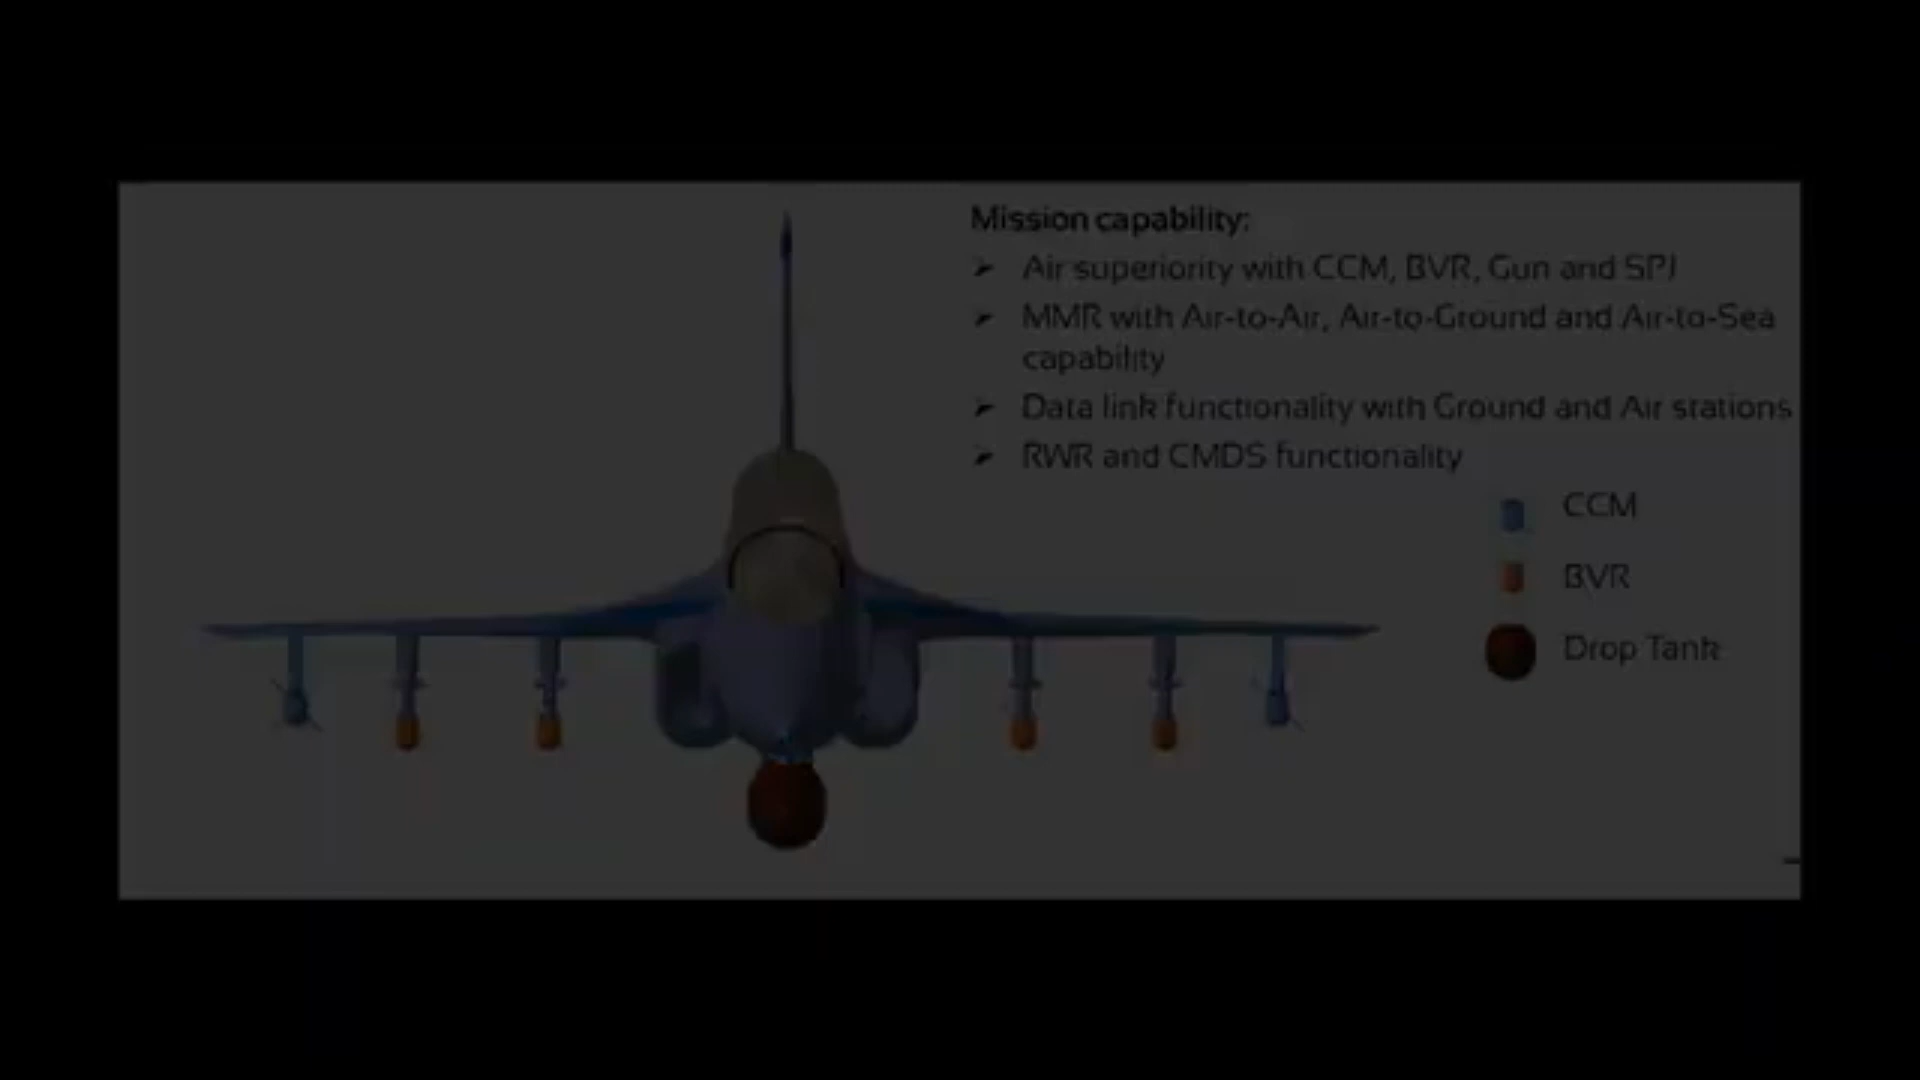 Mission capability:
Air superiority with CCM, BVR, Gun and SPJ
MMR with Air-to-Air, Air-to-Ground and Air-to-Sea
capability
Data link functionality with Ground and Air stations
RWR and CMDS functionality
CCM
BVR
Drop Tank